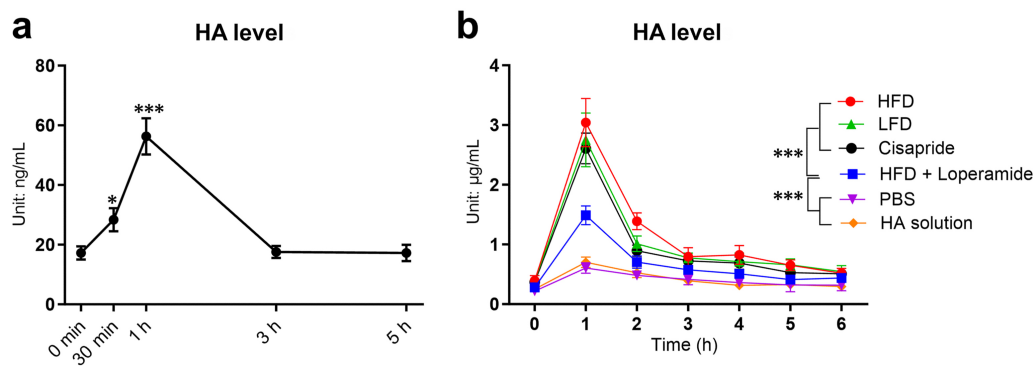 a
HA level
Unit: ng/mL
80
60
40
20
0
*
***
0 min
30 min
1 h
3 h
5 h
b
HA level
Unit: µg/mL
4
3
2
1
0
0 1 2 3 4 5 6
Time (h)
HFD
LFD
Cisapride
HFD + Loperamide
PBS
HA solution
***
***